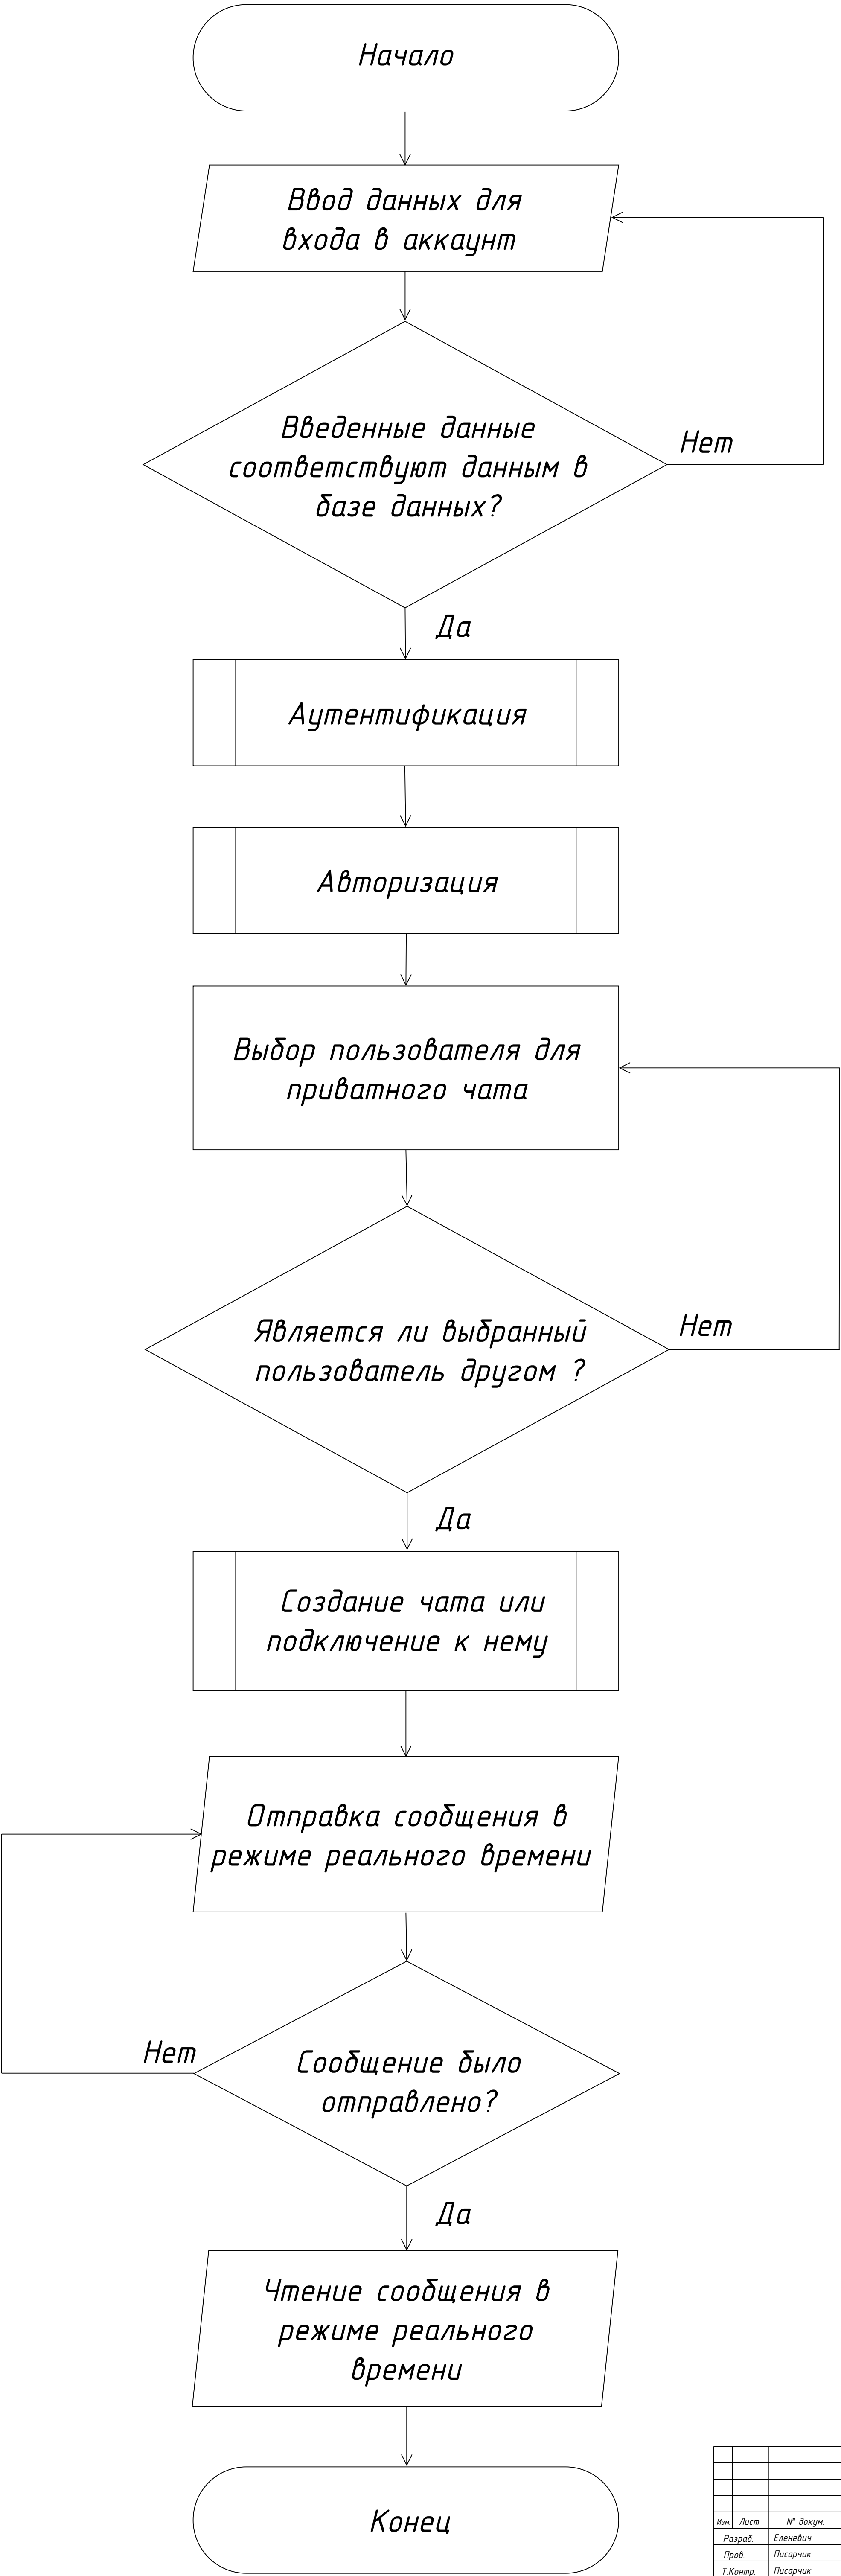 Начало
Ввод данных для
входа в аккаунт
Введенные данные
соответствуют данным в
базе данных?
Нет
Да
Аутентификация
Авторизация
Выбор пользователя для
приватного чата
Является ли выбранный
пользователь другом ?
Нет
Да
Создание чата или
подключение к нему
Отправка сообщения в
режиме реального времени
Сообщение было
отправлено?
Нет
Да
Чтение сообщения в
режиме реального
времени
Конец
Изм. Лист № докум.
Разраб. Еленевич
Пров. Писарчик
Т.Контр. Писарчик